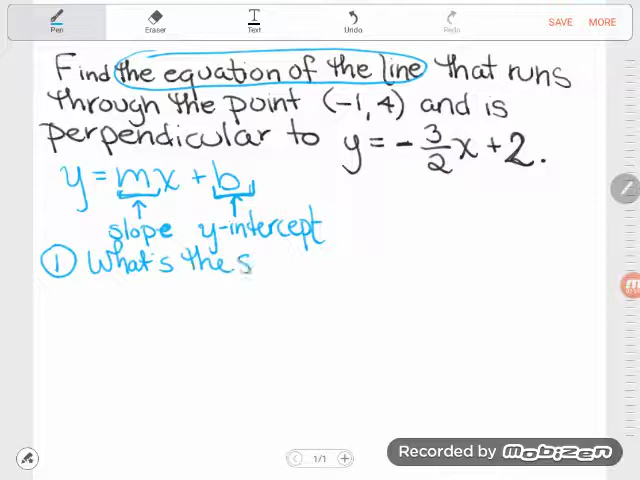 Pen
Eraser
Text
Undo
Redo
SAVE
MORE
Find the equation of the line that runs
through the point (-1, 4) and is
perpendicular to y = - 3/2 x + 2.
y = mx + b
slope y-intercept
① What's the s
1/1
Recorded by mobizen